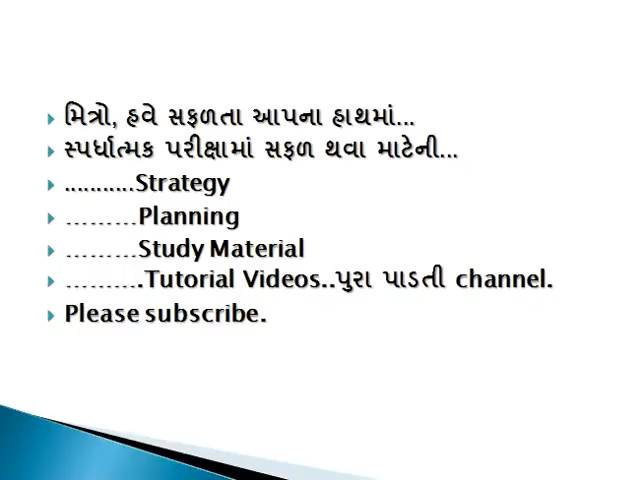 મિત્રો, હવે સફળતા આપના હાથમાં...
સ્પર્ધાત્મક પરીક્ષામાં સફળ થવા માટેની...
...........Strategy
………Planning
………Study Material
……….Tutorial Videos..પુરા પાડતી channel.
Please subscribe.